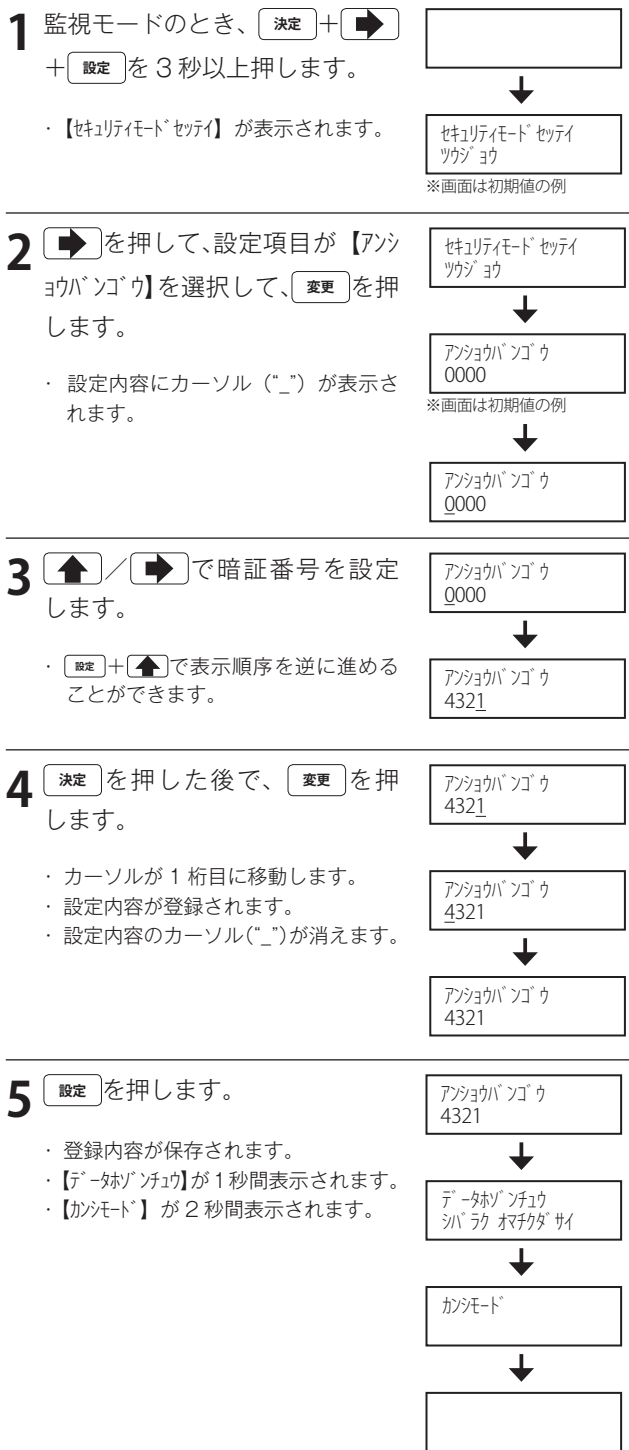 1 監視モードのとき、決定＋➡
＋設定を３秒以上押します。
・【ｾｷｭﾘﾃｨﾓｰﾄﾞｾｯﾃｲ】が表示されます。
ｾｷｭﾘﾃｨﾓｰﾄﾞｾｯﾃｲ
ﾂｳｼﾞｮｳ
※画面は初期値の例
2 ➡を押して、設定項目が【ｱﾝｼ
ｮｳﾊﾞﾝｺﾞｳ】を選択して、変更を押
します。
・ 設定内容にカーソル（“_”）が表示さ
れます。
ｾｷｭﾘﾃｨﾓｰﾄﾞｾｯﾃｲ
ﾂｳｼﾞｮｳ
ｱﾝｼｮｳﾊﾞﾝｺﾞｳ
0000
※画面は初期値の例
ｱﾝｼｮｳﾊﾞﾝｺﾞｳ
0000
3 ⬆／➡で暗証番号を設定
します。
・ 設定＋⬆で表示順序を逆に進める
ことができます。
ｱﾝｼｮｳﾊﾞﾝｺﾞｳ
0000
ｱﾝｼｮｳﾊﾞﾝｺﾞｳ
4321
4 決定を押した後で、変更を押
します。
・ カーソルが 1 桁目に移動します。
・ 設定内容が登録されます。
・ 設定内容のカーソル（“_”）が消えます。
ｱﾝｼｮｳﾊﾞﾝｺﾞｳ
4321
ｱﾝｼｮｳﾊﾞﾝｺﾞｳ
4321
ｱﾝｼｮｳﾊﾞﾝｺﾞｳ
4321
5 設定を押します。
・ 登録内容が保存されます。
・【ﾃﾞｰﾀﾎｿﾞﾝﾁｭｳ】が１秒間表示されます。
・【ｶﾝｼﾓｰﾄﾞ】が２秒間表示されます。
ｱﾝｼｮｳﾊﾞﾝｺﾞｳ
4321
ﾃﾞｰﾀﾎｿﾞﾝﾁｭｳ
ｼﾊﾞﾗｸ ｵﾏﾁｸﾀﾞｻｲ
ｶﾝｼﾓｰﾄﾞ